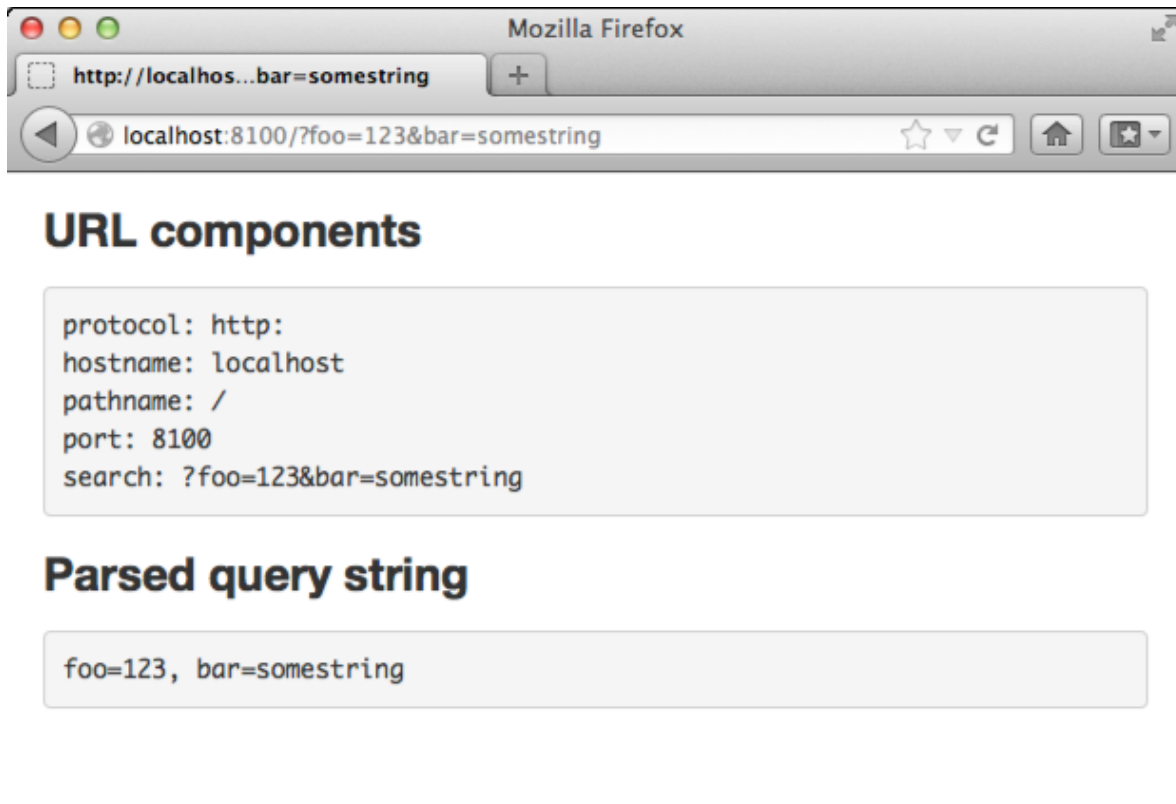 Mozilla Firefox
http://localhos...bar=somestring
+
localhost:8100/?foo=123&bar=somestring
URL components
protocol: http:
hostname: localhost
pathname: /
port: 8100
search: ?foo=123&bar=somestring
Parsed query string
foo=123, bar=somestring